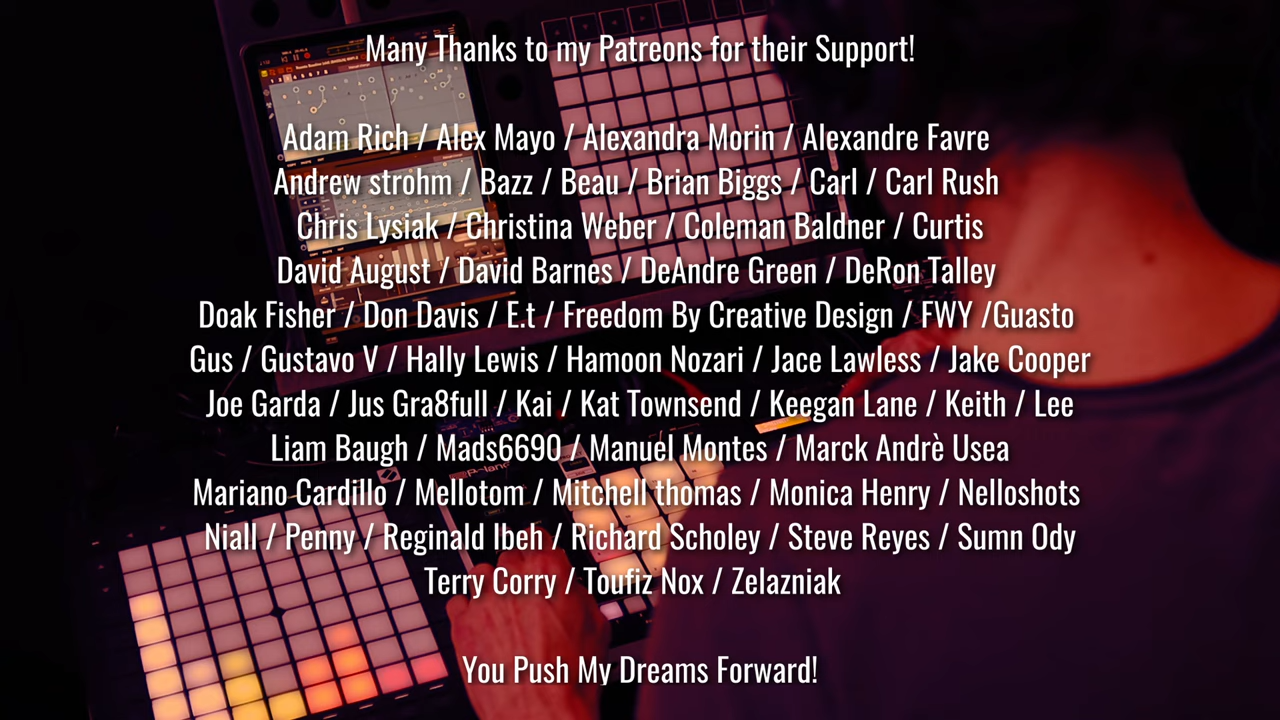 Many Thanks to my Patreons for their Support!
Adam Rich / Alex Mayo / Alexandra Morin / Alexandre Favre
Andrew strohm / Bazz / Beau / Brian Biggs / Carl / Carl Rush
Chris Lysiak / Christina Weber / Coleman Baldner / Curtis
David August / David Barnes / DeAndre Green / DeRon Talley
Doak Fisher / Don Davis / E.t / Freedom By Creative Design / FWY /Guasto
Gus / Gustavo V / Hally Lewis / Hamoon Nozari / Jace Lawless / Jake Cooper
Joe Garda / Jus Gra8full / Kai / Kat Townsend / Keegan Lane / Keith / Lee
Liam Baugh / Mads6690 / Manuel Montes / Marck Andrè Usea
Mariano Cardillo / Mellotom / Mitchell thomas / Monica Henry / Nelloshots
Niall / Penny / Reginald Ibeh / Richard Scholey / Steve Reyes / Sumn Ody
Terry Corry / Toufiz Nox / Zelazniak
You Push My Dreams Forward!